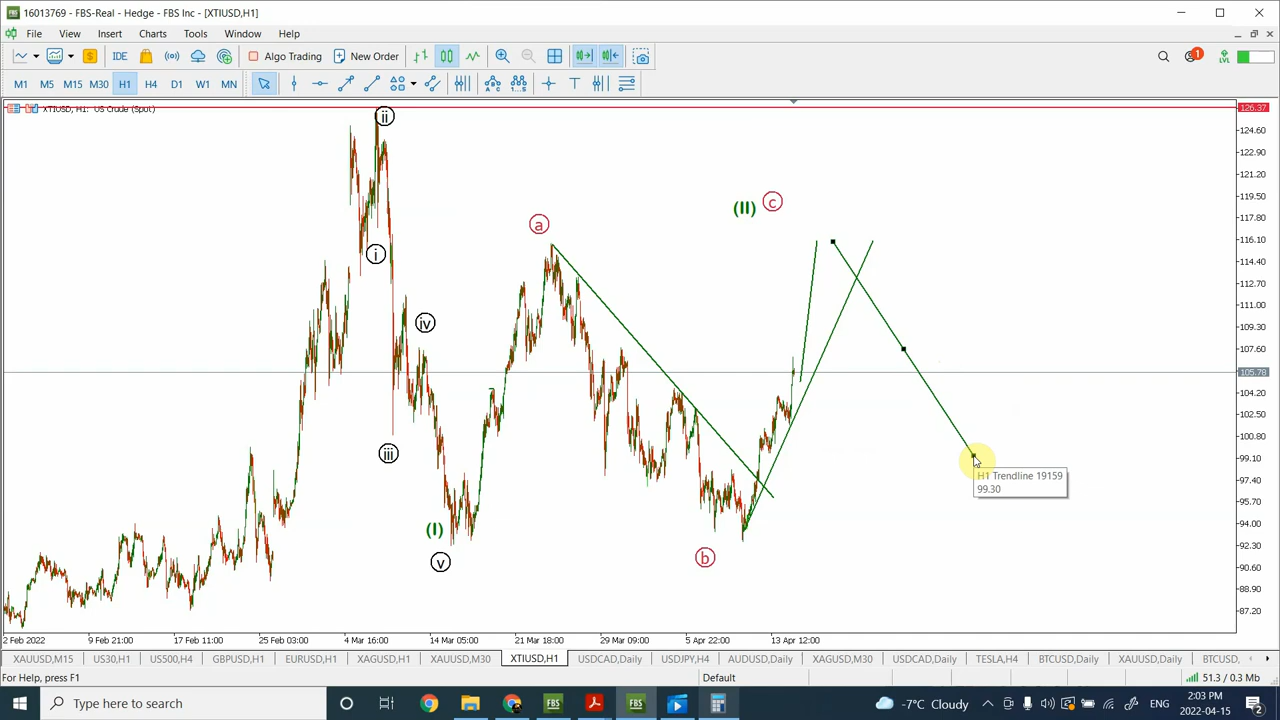 16013769 - FBS-Real - Hedge - FBS Inc - [XTIUSD,H1]
File View Insert Charts Tools Window Help
IDE Algo Trading New Order 1 LVL
M1 M5 M15 M30 H1 H4 D1 W1 MN T
XTIUSD, H1: US Crude (Spot)
126.37
124.60
122.90
121.20
119.50
117.80
116.10
114.40
112.70
111.00
109.30
107.60
105.78
104.20
102.50
100.80
99.10
97.40
95.70
94.00
92.30
90.60
88.90
87.20
ii
i
iv
iii
(I)
v
a
b
(II) c
H1 Trendline 19159
99.30
2 Feb 2022 9 Feb 21:00 17 Feb 11:00 25 Feb 03:00 4 Mar 16:00 14 Mar 05:00 21 Mar 18:00 29 Mar 09:00 5 Apr 22:00 13 Apr 12:00
XAUUSD,M15 US30,H1 US500,H4 GBPUSD,H1 EURUSD,H1 XAGUSD,H1 XAUUSD,M30 XTIUSD,H1 USDCAD,Daily USDJPY,H4 AUDUSD,Daily XAGUSD,M30 USDCAD,Daily TESLA,H4 BTCUSD,Daily XAUUSD,Daily BTCUSD,
For Help, press F1 Default 51.3 / 0.3 Mb
Type here to search FBS FBS -7°C Cloudy ENG 2:03 PM
2022-04-15 2